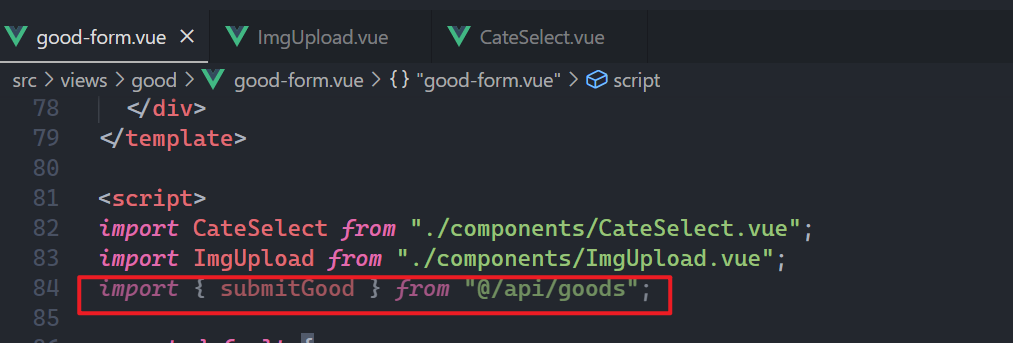 good-form.vue ×
ImgUpload.vue
CateSelect.vue
src > views > good > good-form.vue > {} "good-form.vue" > script
78 </div>
79 </template>
80
81 <script>
82 import CateSelect from "./components/CateSelect.vue";
83 import ImgUpload from "./components/ImgUpload.vue";
84 import { submitGood } from "@/api/goods";
85